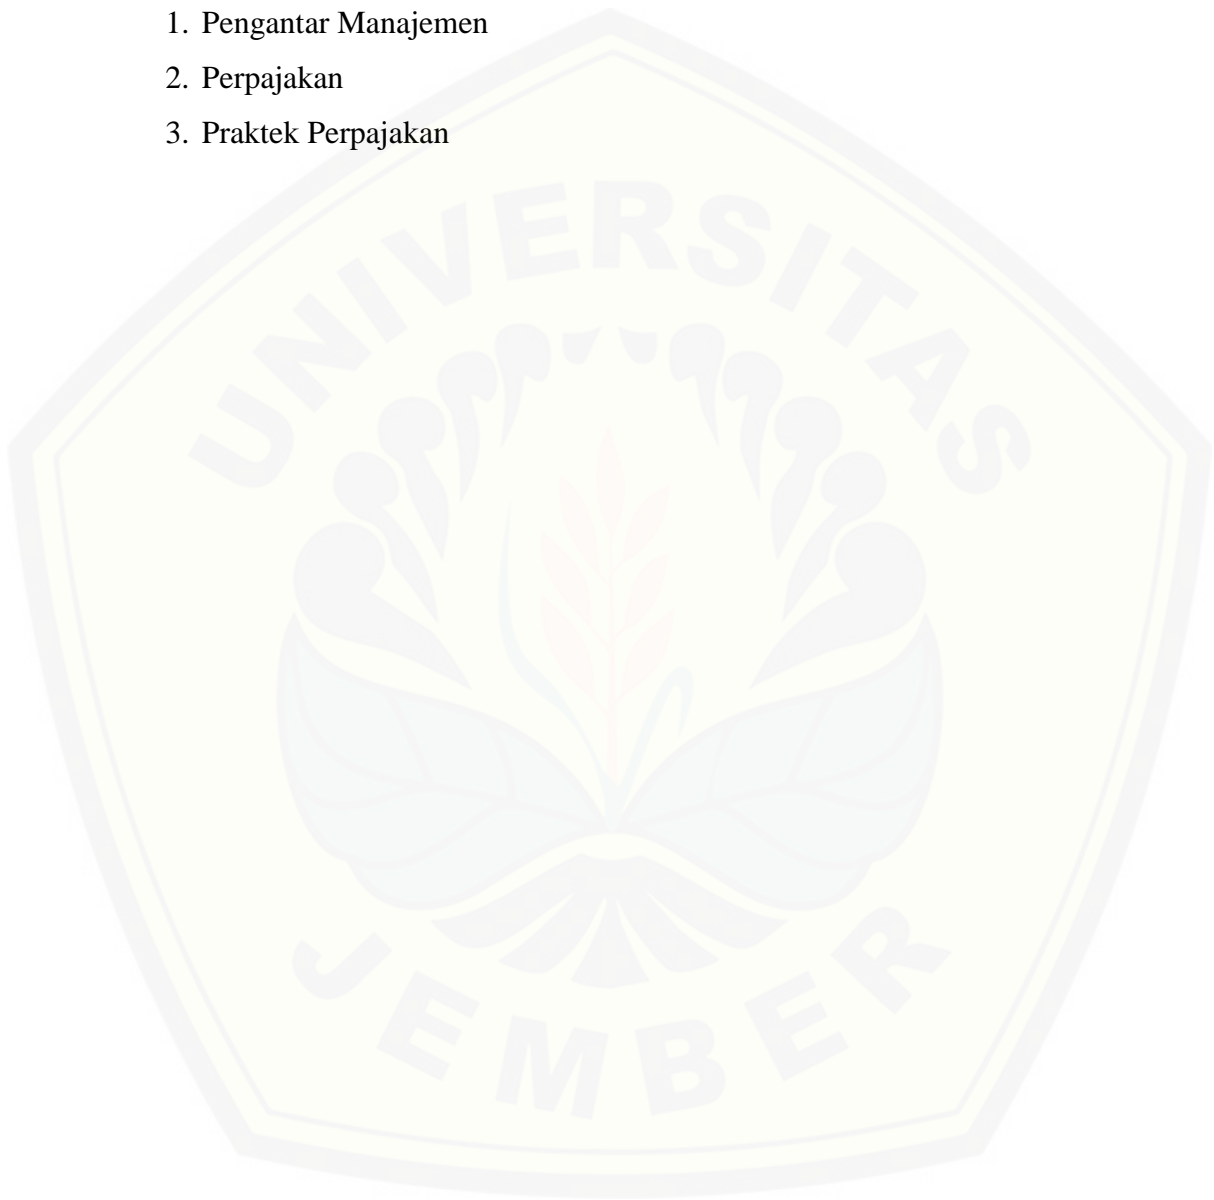 1. Pengantar Manajemen
2. Perpajakan
3. Praktek Perpajakan
UNIVERSITAS
JEMBER